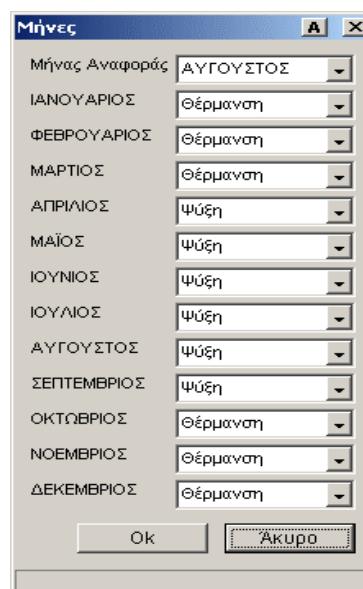 Μήνες A
Μήνας Αναφοράς ΑΥΓΟΥΣΤΟΣ
ΙΑΝΟΥΑΡΙΟΣ Θέρμανση
ΦΕΒΡΟΥΑΡΙΟΣ Θέρμανση
ΜΑΡΤΙΟΣ Θέρμανση
ΑΠΡΙΛΙΟΣ Ψύξη
ΜΑΪΟΣ Ψύξη
ΙΟΥΝΙΟΣ Ψύξη
ΙΟΥΛΙΟΣ Ψύξη
ΑΥΓΟΥΣΤΟΣ Ψύξη
ΣΕΠΤΕΜΒΡΙΟΣ Ψύξη
ΟΚΤΩΒΡΙΟΣ Θέρμανση
ΝΟΕΜΒΡΙΟΣ Θέρμανση
ΔΕΚΕΜΒΡΙΟΣ Θέρμανση
Ok Άκυρο